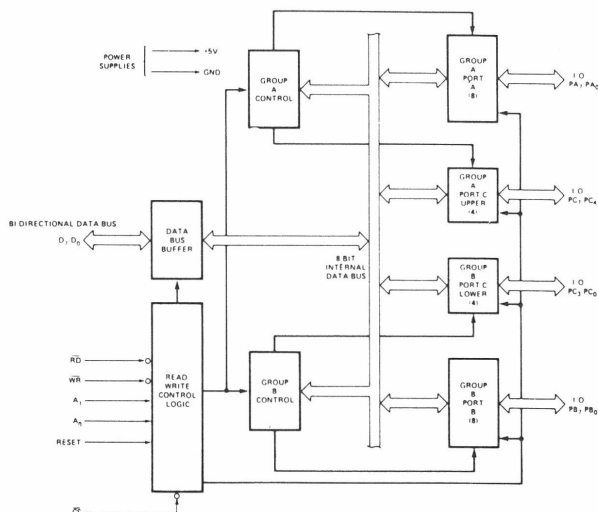 POWER
SUPPLIES
+5V
GND
GROUP
A
CONTROL
GROUP
A
PORT
A
(8)
I O
PA7 PA0
GROUP
A
PORT C
UPPER
(4)
I O
PC7 PC4
BI DIRECTIONAL DATA BUS
D7 D0
DATA
BUS
BUFFER
8 BIT
INTERNAL
DATA BUS
GROUP
B
PORT C
LOWER
(4)
I O
PC3 PC0
RD
WR
A1
A0
RESET
READ
WRITE
CONTROL
LOGIC
GROUP
B
CONTROL
GROUP
B
PORT
B
(8)
I O
PB7 PB0